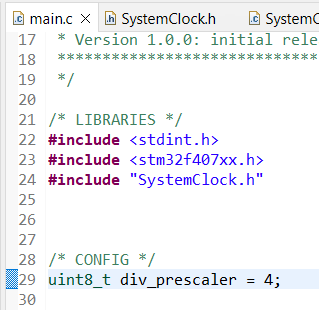 main.c
SystemClock.h
SystemC
17 * Version 1.0.0: initial rele
18 *****************************
19 */
20
21 /* LIBRARIES */
22 #include <stdint.h>
23 #include <stm32f407xx.h>
24 #include "SystemClock.h"
25
26
27
28 /* CONFIG */
29 uint8_t div_prescaler = 4;
30